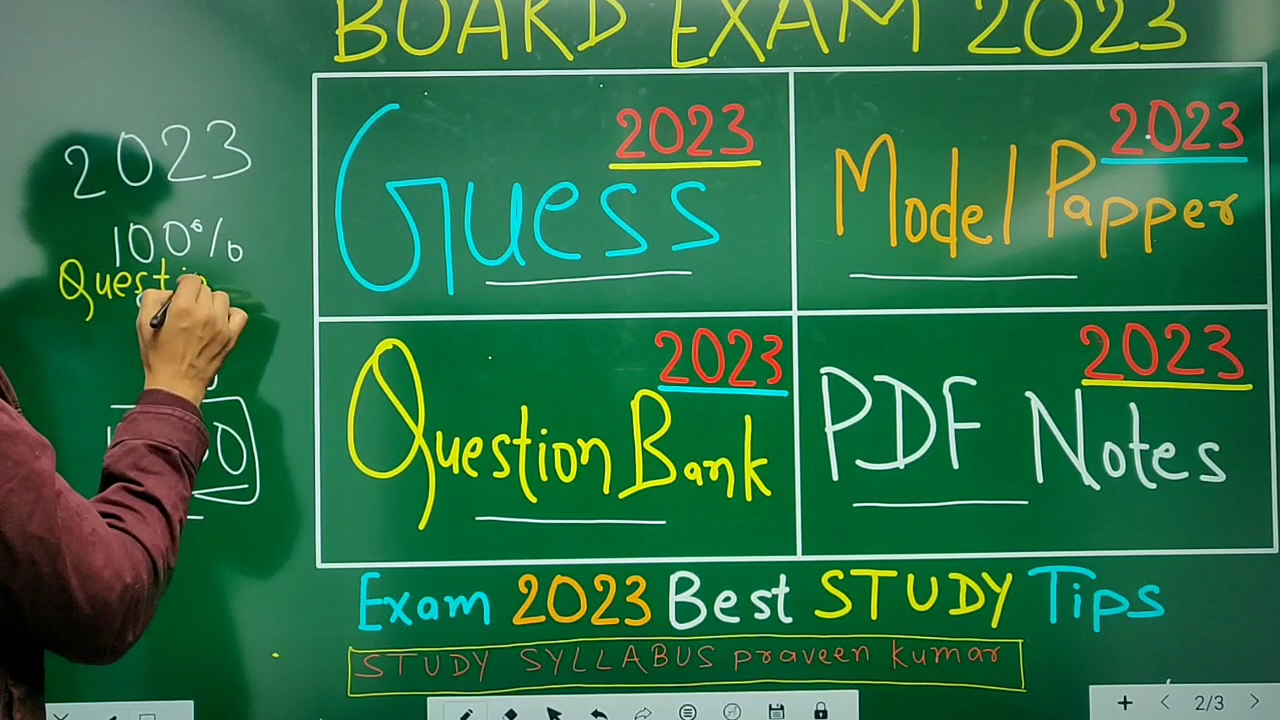 BOARD EXAM 2023
2023
100%
Questio
Guess 2023
Model Papper 2023
Question Bank 2023
PDF Notes 2023
Exam 2023 Best STUDY Tips
STUDY SYLLABUS praveen kumar
2/3